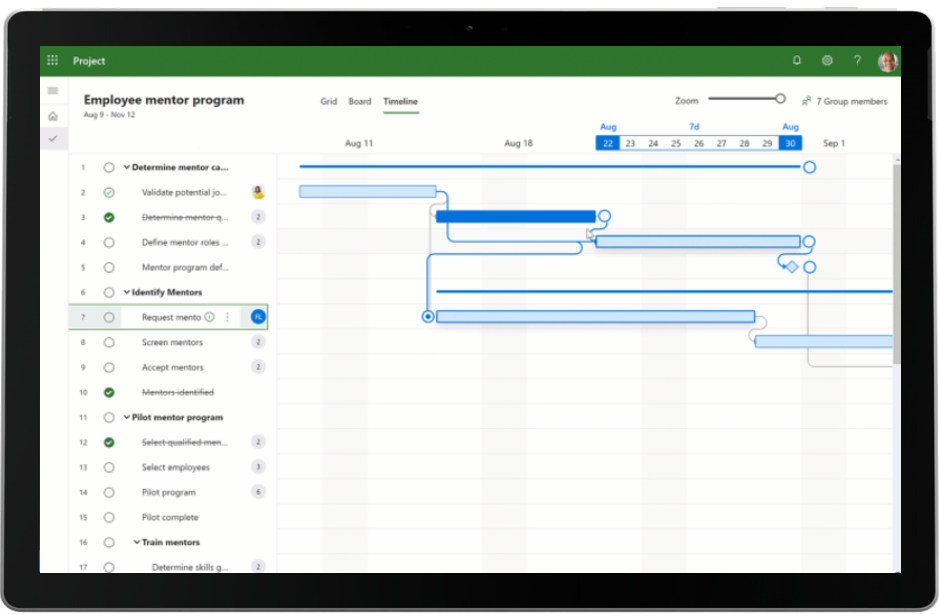 Project
?
Employee mentor program
Aug 9 - Nov 12
Grid Board Timeline
Zoom
7 Group members
Aug 7d Aug
Aug 11 Aug 18 22 23 24 25 26 27 28 29 30 Sep 1
1 Determine mentor ca...
2 Validate potential jo...
3 Determine mentor q... 2
4 Define mentor roles ... 2
5 Mentor program def...
6 Identify Mentors
7 Request mento FL
8 Screen mentors 2
9 Accept mentors 2
10 Mentors identified
11 Pilot mentor program
12 Select qualified men... 2
13 Select employees 3
14 Pilot program 6
15 Pilot complete
16 Train mentors
17 Determine skills g... 2